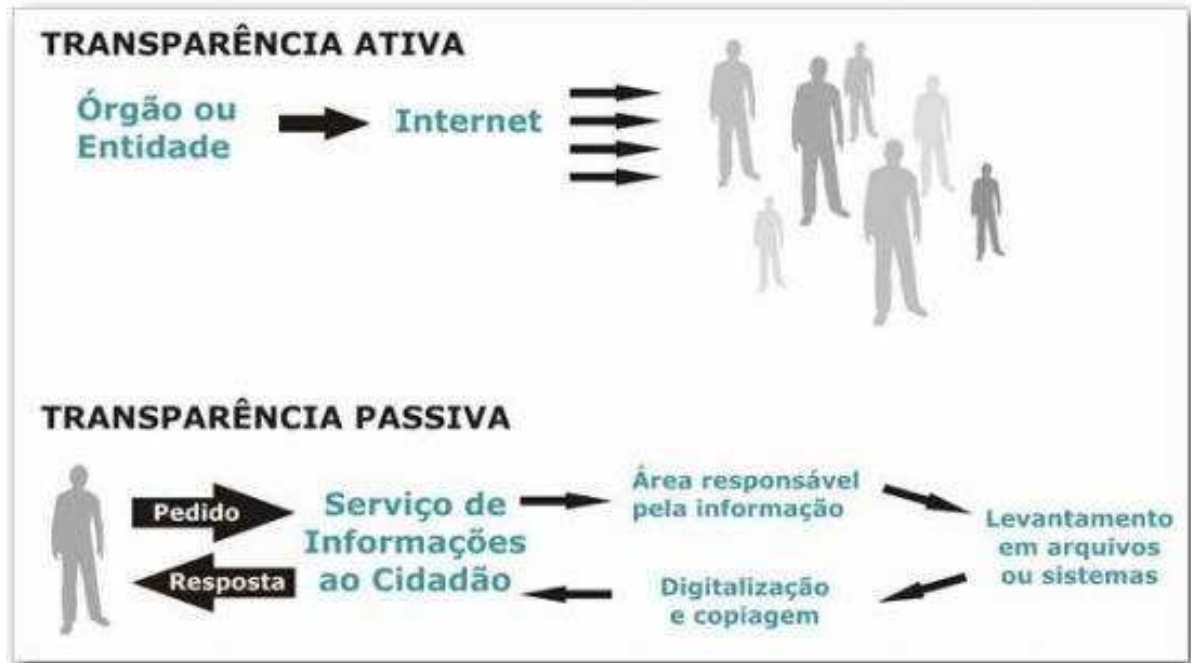 TRANSPARÊNCIA ATIVA
Órgão ou
Entidade
Internet
TRANSPARÊNCIA PASSIVA
Pedido
Resposta
Serviço de
Informações
ao Cidadão
Área responsável
pela informação
Levantamento
em arquivos
ou sistemas
Digitalização
e copiagem